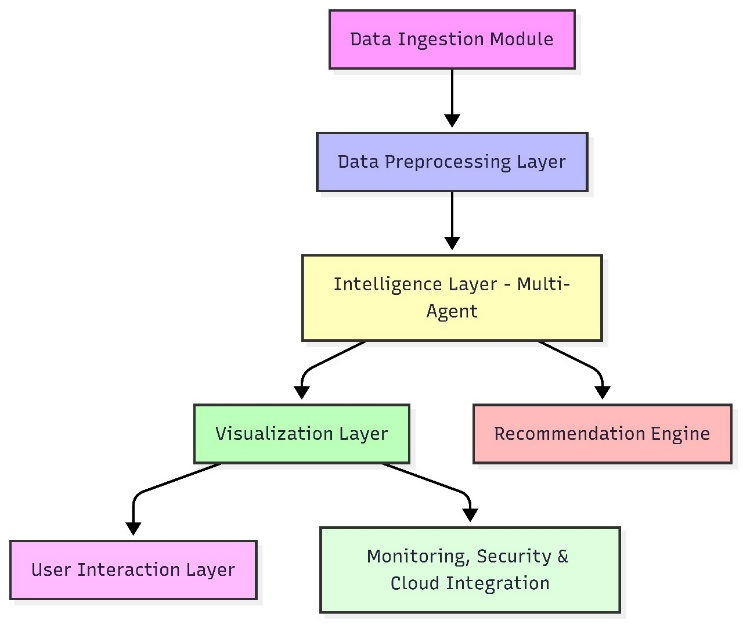 Data Ingestion Module
Data Preprocessing Layer
Intelligence Layer - Multi-
Agent
Visualization Layer
Recommendation Engine
User Interaction Layer
Monitoring, Security &
Cloud Integration